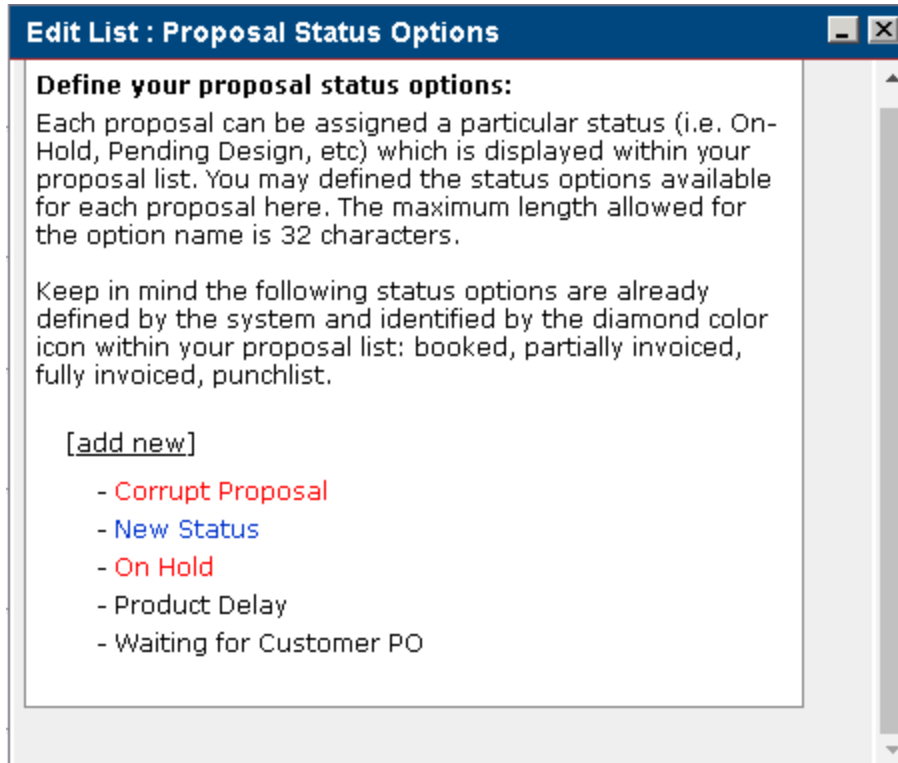 Edit List : Proposal Status Options
Define your proposal status options:
Each proposal can be assigned a particular status (i.e. On-
Hold, Pending Design, etc) which is displayed within your
proposal list. You may defined the status options available
for each proposal here. The maximum length allowed for
the option name is 32 characters.
Keep in mind the following status options are already
defined by the system and identified by the diamond color
icon within your proposal list: booked, partially invoiced,
fully invoiced, punchlist.
[add new]
- Corrupt Proposal
- New Status
- On Hold
- Product Delay
- Waiting for Customer PO